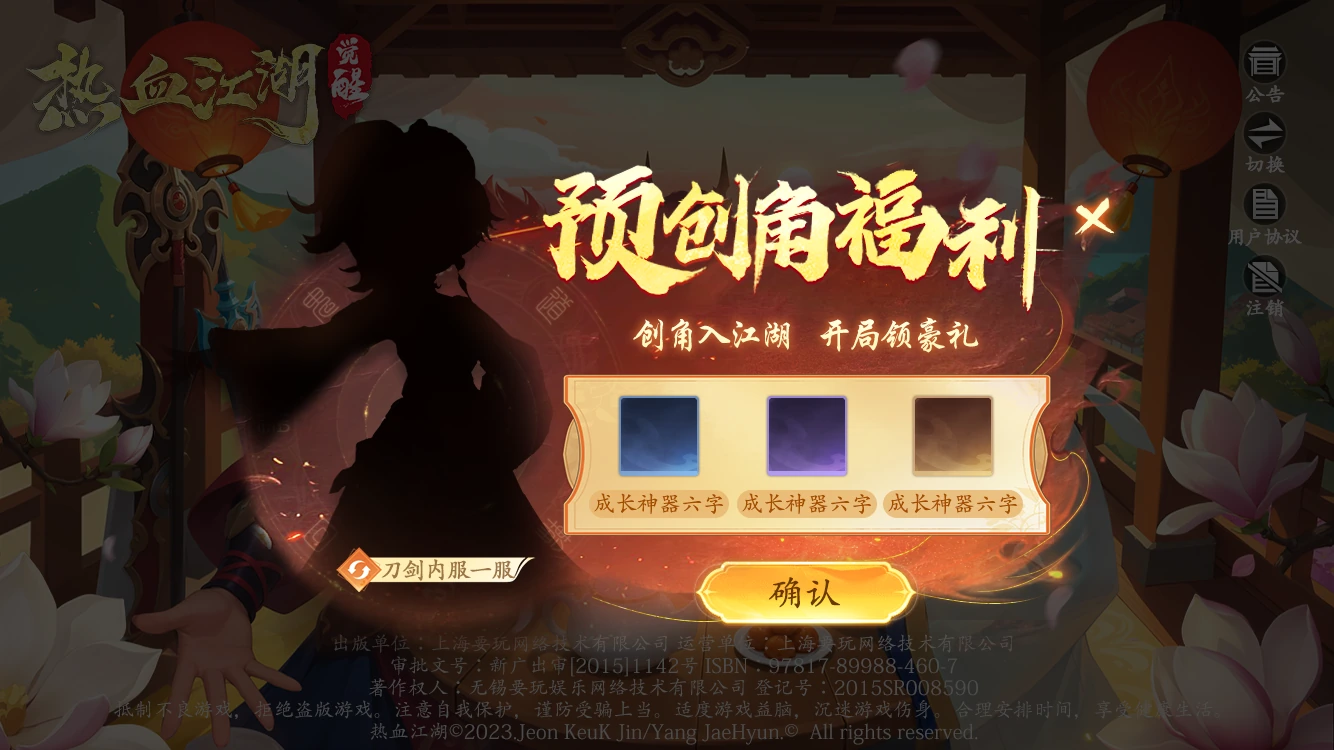 热血江湖
觉醒
公告
切换
用户协议
注销
预创角福利
创角入江湖 开局领豪礼
成长神器六字 成长神器六字 成长神器六字
刀剑内服一服
确认
出版单位：上海耍玩网络技术有限公司 运营单位：上海耍玩网络技术有限公司
审批文号：新广出审[2015]1142号 ISBN：97817-89988-460-7
著作权人：无锡耍玩娱乐网络技术有限公司 登记号：2015SR008590
抵制不良游戏，拒绝盗版游戏。注意自我保护，谨防受骗上当。适度游戏益脑，沉迷游戏伤身。合理安排时间，享受健康生活。
热血江湖©2023.Jeon KeuK Jin/Yang JaeHyun.© All rights reserved.